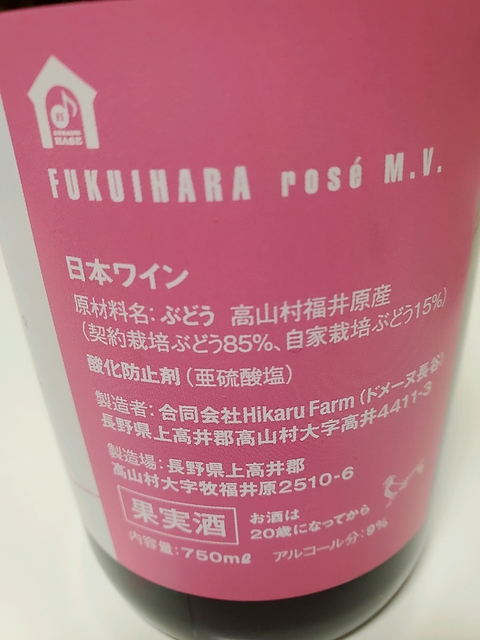 FUKUIHARA rosé M.V.
日本ワイン
原材料名：ぶどう 高山村福井原産
（契約栽培ぶどう85%、自家栽培ぶどう15%）
酸化防止剤（亜硫酸塩）
製造者：合同会社Hikaru Farm（ドメーヌ長谷）
長野県上高井郡高山村大字高井4411-3
製造場：長野県上高井郡
高山村大字牧福井原2510-6
果実酒
お酒は
20歳になってから
内容量：750mℓ
アルコール分：9%